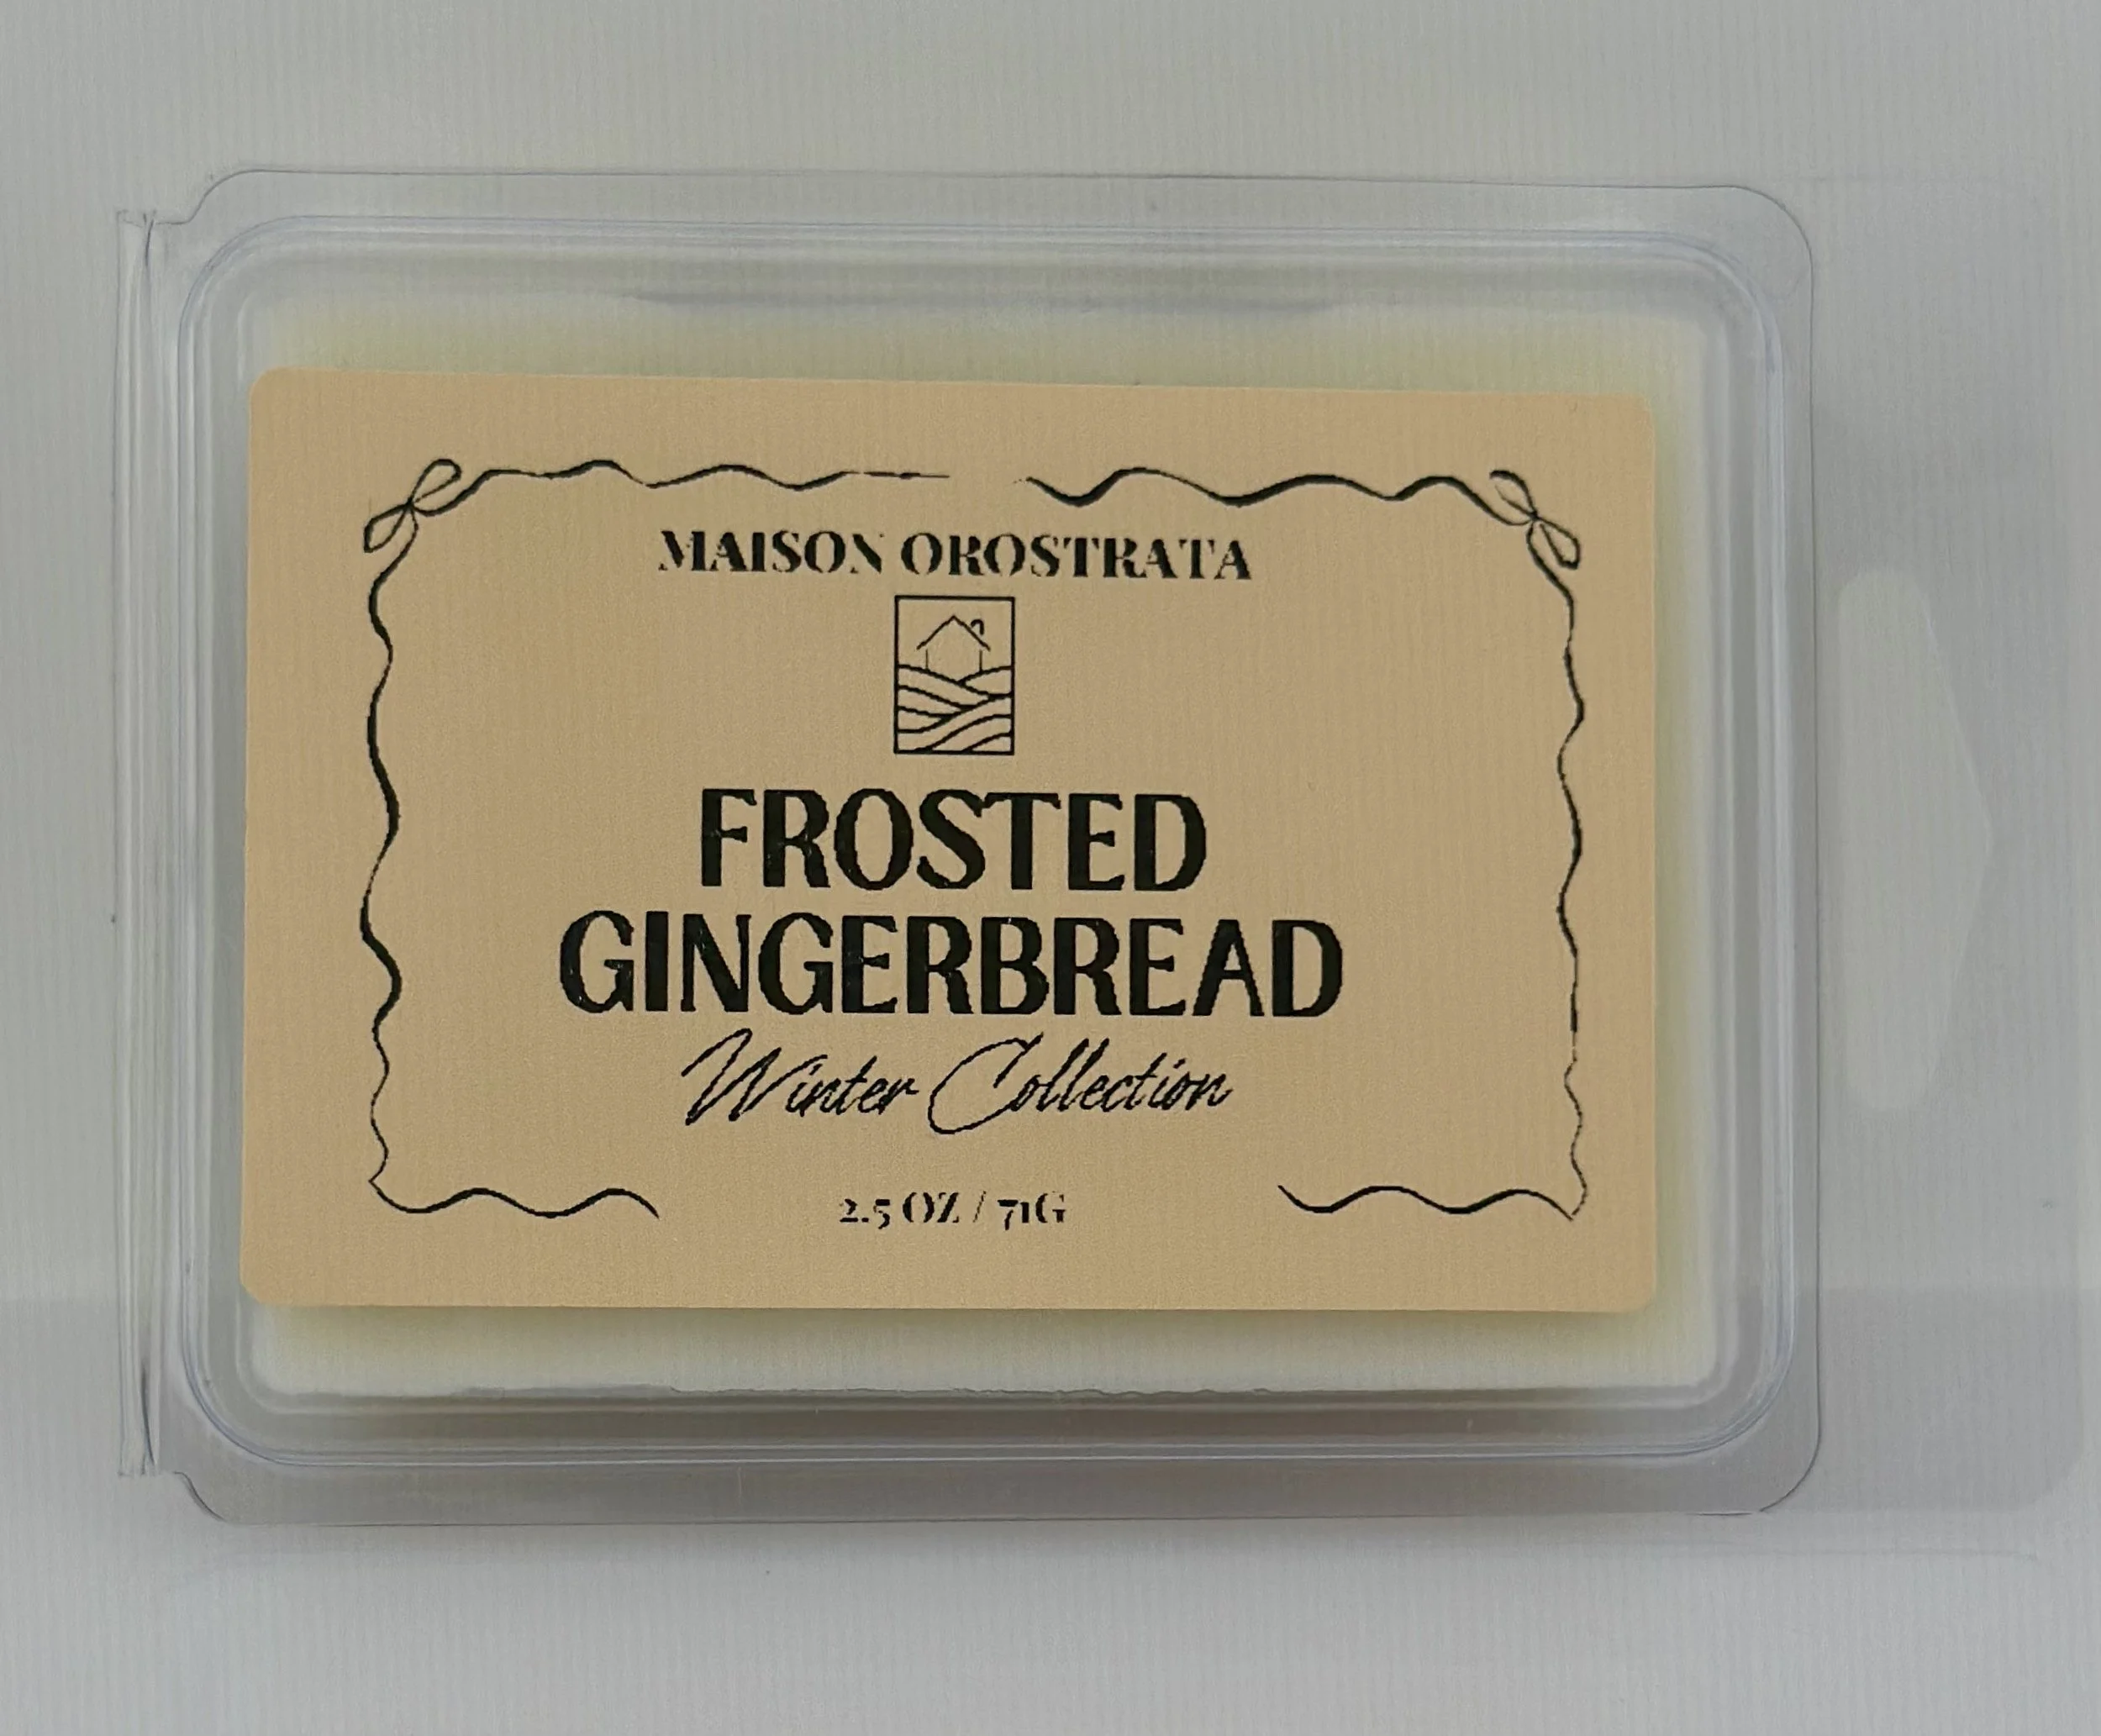 MAISON OROSTRATA
FROSTED
GINGERBREAD
Winter Collection
2.5 OZ / 71G